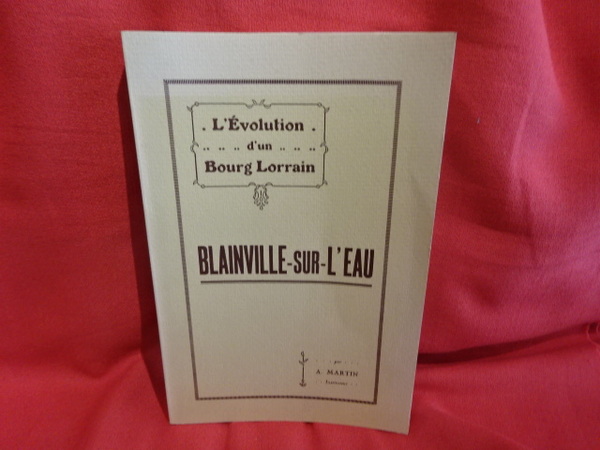 . L'Évolution .
.. .. .. d'un .. .. ..
Bourg Lorrain
BLAINVILLE-SUR-L'EAU
par
A. MARTIN